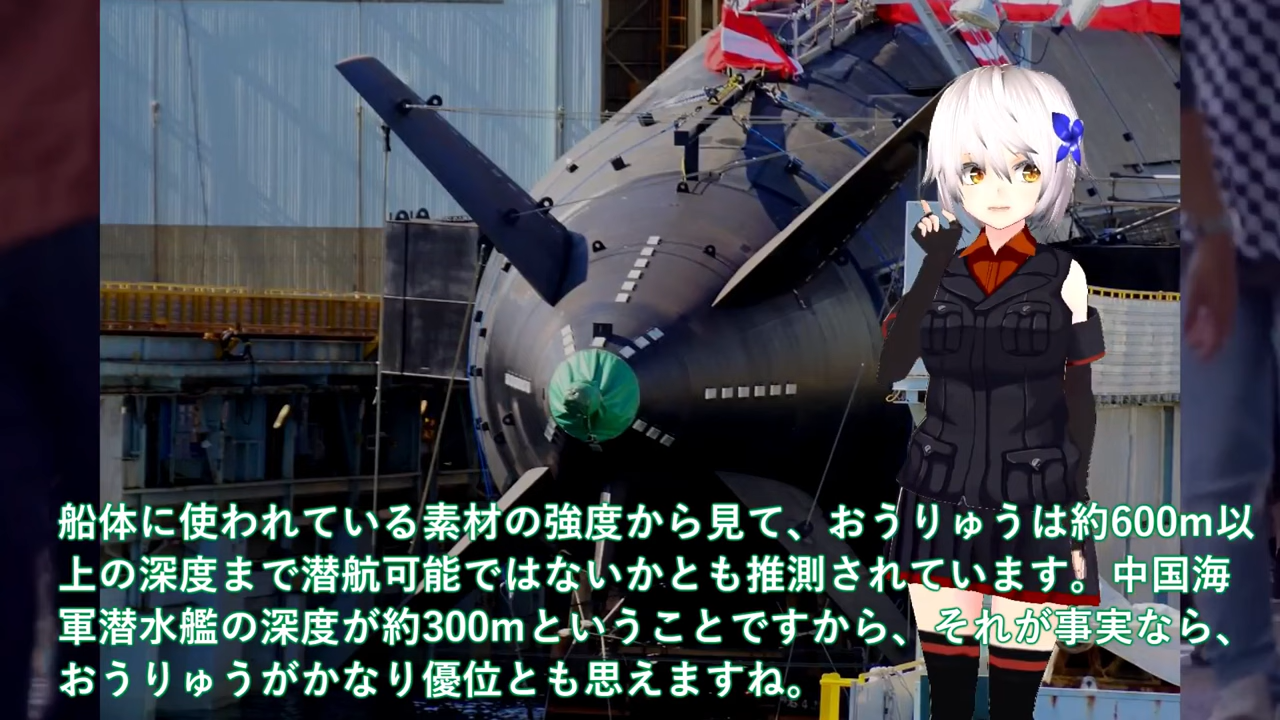 船体に使われている素材の強度から見て、おうりゅうは約600m以
上の深度まで潜航可能ではないかとも推測されています。中国海
軍潜水艦の深度が約300mということですから、それが事実なら、
おうりゅうがかなり優位とも思えますね。